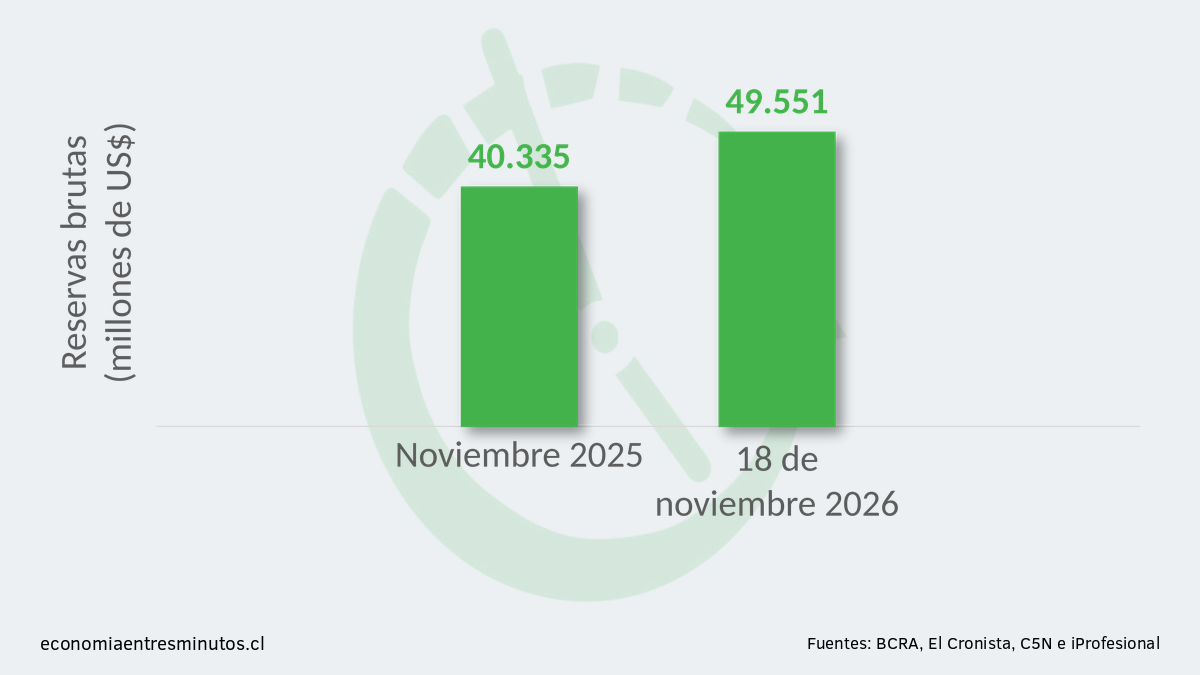 Reservas brutas
(millones de US$)
40.335
49.551
Noviembre 2025
18 de
noviembre 2026
economiaentresminutos.cl
Fuentes: BCRA, El Cronista, C5N e iProfesional